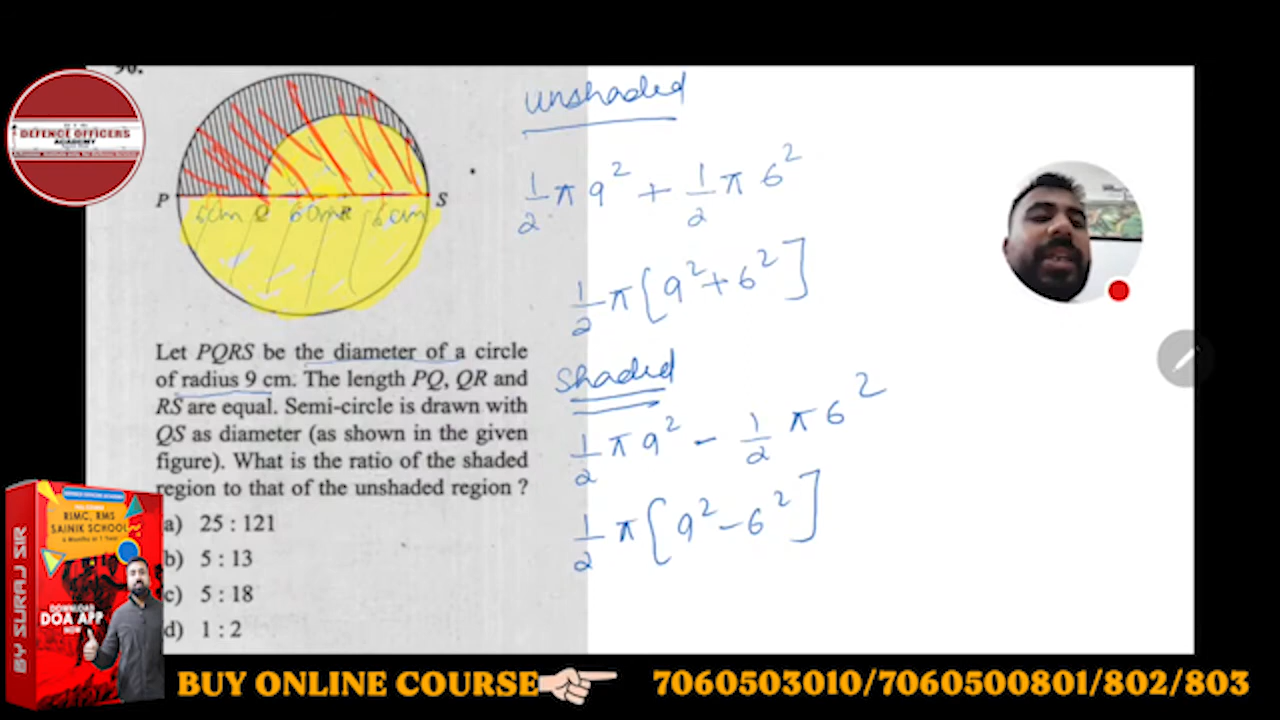 90.
DEFENCE OFFICERS
ACADEMY
P
S
6cm Q 6cm R 6cm
Let PQRS be the diameter of a circle
of radius 9 cm. The length PQ, QR and
RS are equal. Semi-circle is drawn with
QS as diameter (as shown in the given
figure). What is the ratio of the shaded
region to that of the unshaded region ?
a) 25 : 121
b) 5 : 13
c) 5 : 18
d) 1 : 2
unshaded
1/2 π 9² + 1/2 π 6²
1/2 π [9² + 6²]
Shaded
1/2 π 9² - 1/2 π 6²
1/2 π [9² - 6²]
RIMC, RMS
SAINIK SCHOOL
BY SURAJ SIR
DOWNLOAD
DOA APP
NOW
BUY ONLINE COURSE
7060503010/7060500801/802/803